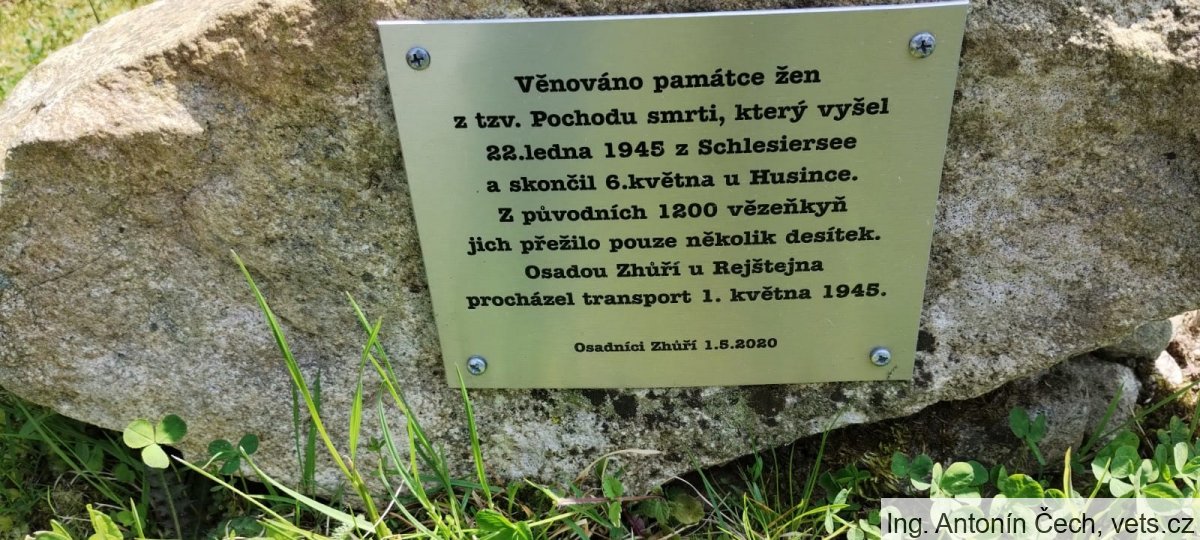 Věnováno památce žen
z tzv. Pochodu smrti, který vyšel
22.ledna 1945 z Schlesiersee
a skončil 6.května u Husince.
Z původních 1200 vězeňkyň
jich přežilo pouze několik desítek.
Osadou Zhůří u Rejštejna
procházel transport 1. května 1945.
Osadníci Zhůří 1.5.2020
Ing. Antonín Čech, vets.cz